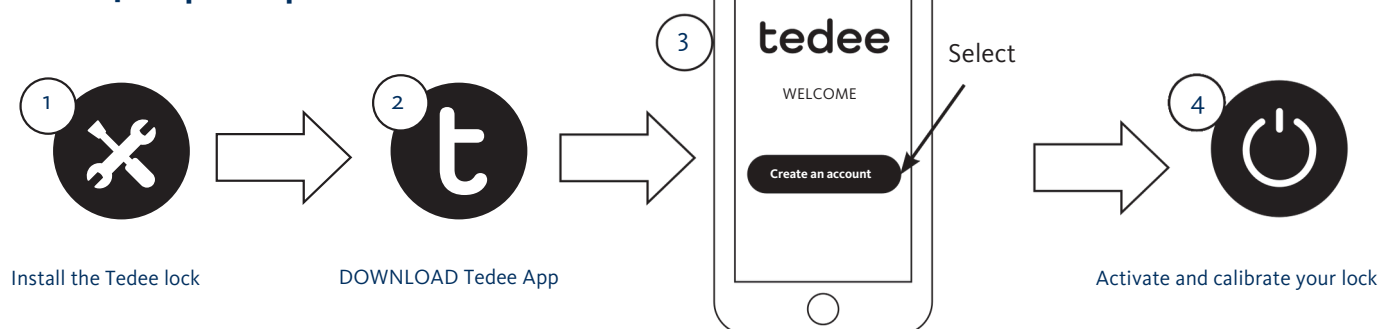 1
Install the Tedee lock
2
t
DOWNLOAD Tedee App
3
tedee
WELCOME
Create an account
Select
4
Activate and calibrate your lock